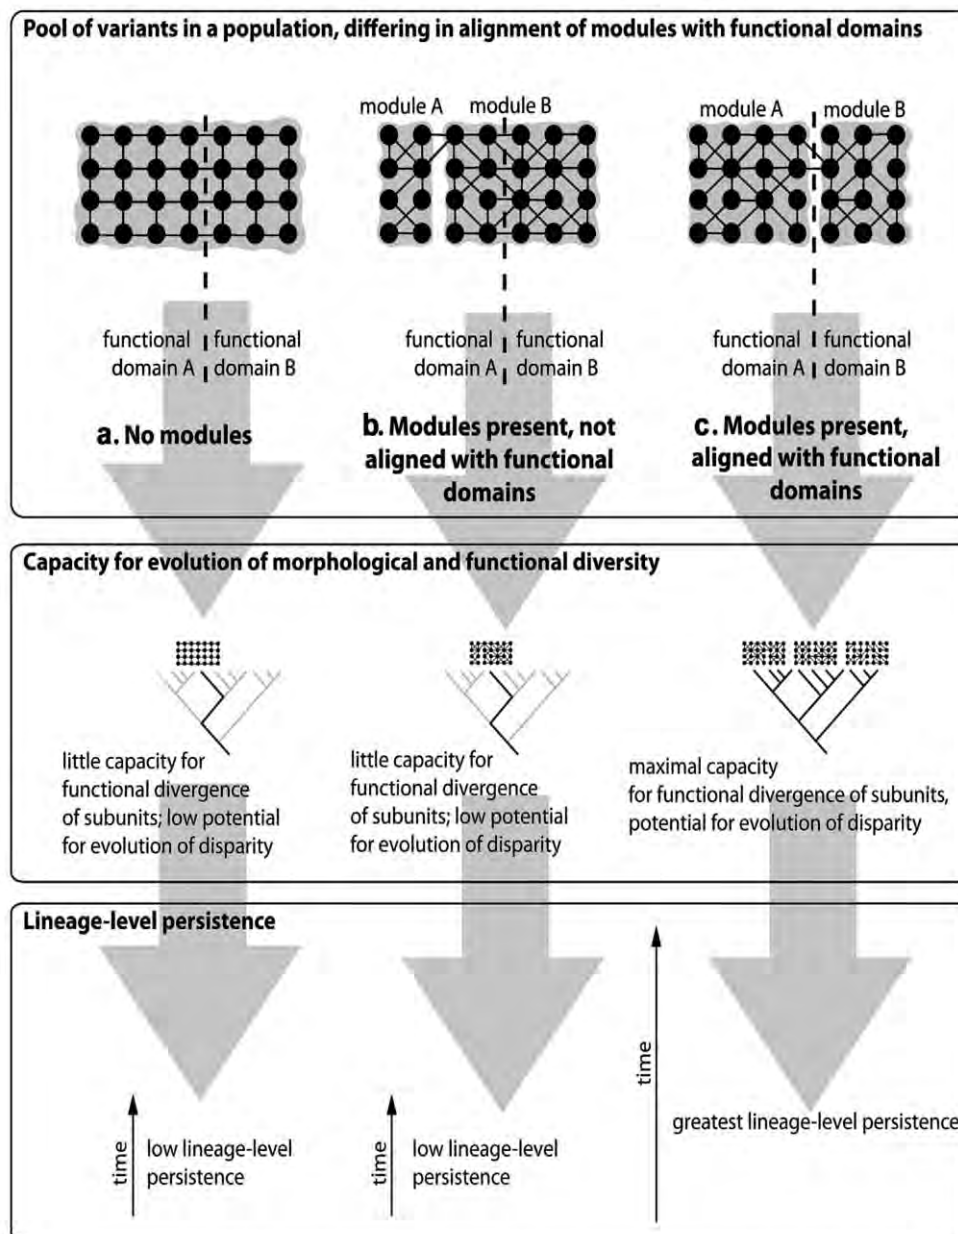 Pool of variants in a population, differing in alignment of modules with functional domains
module A
module B
module A
module B
functional
domain A
functional
domain B
functional
domain A
functional
domain B
functional
domain A
functional
domain B
a. No modules
b. Modules present, not
aligned with functional
domains
c. Modules present,
aligned with functional
domains
Capacity for evolution of morphological and functional diversity
little capacity for
functional divergence
of subunits; low potential
for evolution of disparity
little capacity for
functional divergence
of subunits; low potential
for evolution of disparity
maximal capacity
for functional divergence of subunits,
potential for evolution of disparity
Lineage-level persistence
time
low lineage-level
persistence
time
low lineage-level
persistence
time
greatest lineage-level persistence